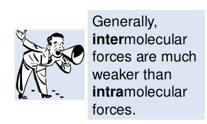 Generally,
intermolecular
forces are much
weaker than
intramolecular
forces.